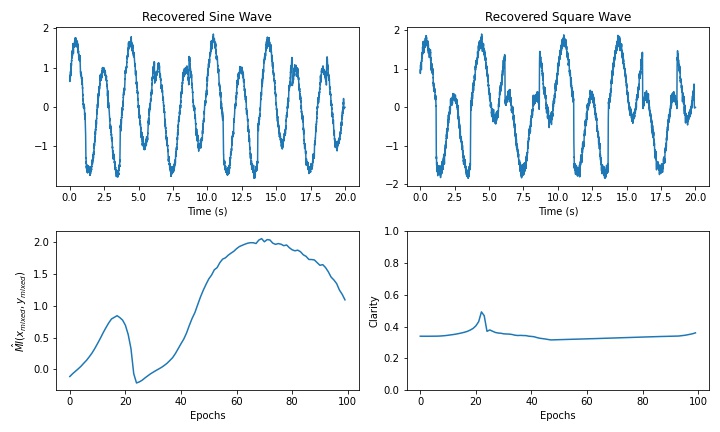 Recovered Sine Wave
2
1
0
−1
0.0 2.5 5.0 7.5 10.0 12.5 15.0 17.5 20.0
Time (s)
Recovered Square Wave
2
1
0
−1
−2
0.0 2.5 5.0 7.5 10.0 12.5 15.0 17.5 20.0
Time (s)
M̂I(x_mixed, y_mixed)
2.0
1.5
1.0
0.5
0.0
0 20 40 60 80 100
Epochs
Clarity
1.0
0.8
0.6
0.4
0.2
0.0
0 20 40 60 80 100
Epochs